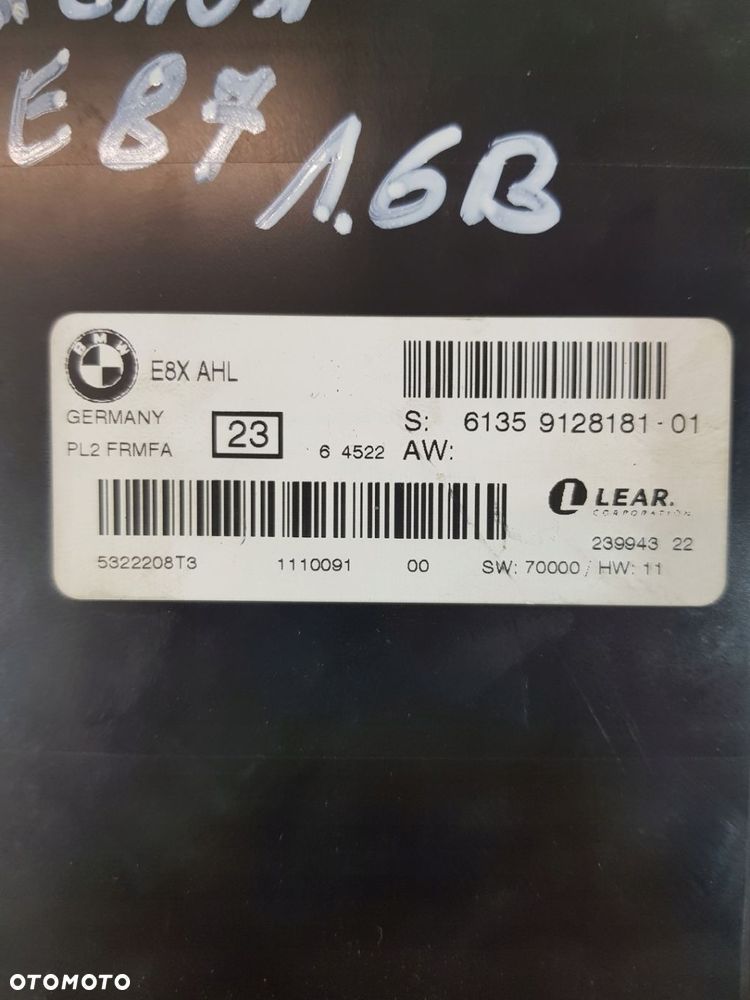 E87 1.6B
BMW
E8X AHL
GERMANY
PL2 FRMFA
23
6 4522
S: 6135 9128181-01
AW:
LEAR.
CORPORATION
239943 22
5322208T3 1110091 00 SW: 70000 / HW: 11
OTOMOTO